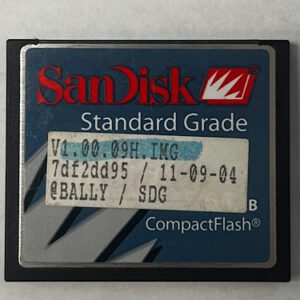 SanDisk
Standard Grade
V1.00.09H.IMG
7df2dd95 / 11-09-04
@BALLY / SDG
B
CompactFlash®